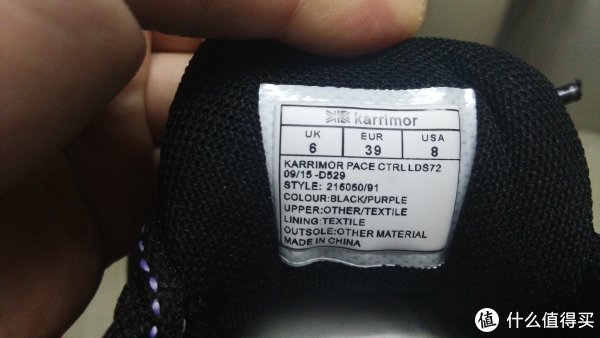 karrimor
UK EUR USA
6 39 8
KARRIMOR PACE CTRL LDS72
09/15 -D529
STYLE: 215050/91
COLOUR:BLACK/PURPLE
UPPER:OTHER/TEXTILE
LINING:TEXTILE
OUTSOLE:OTHER MATERIAL
MADE IN CHINA
值 什么值得买